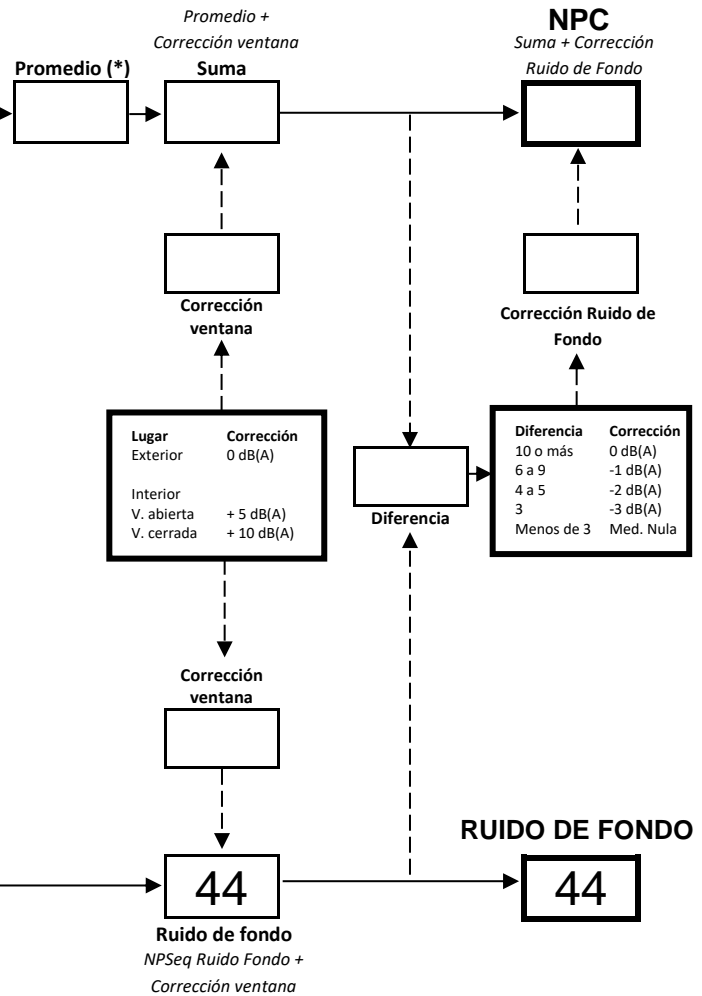 Promedio +
Corrección ventana
NPC
Suma + Corrección
Ruido de Fondo
Promedio (*)
Suma
Corrección
ventana
Corrección Ruido de
Fondo
Lugar Corrección
Exterior 0 dB(A)
Interior
V. abierta + 5 dB(A)
V. cerrada + 10 dB(A)
Diferencia
Diferencia Corrección
10 o más 0 dB(A)
6 a 9 -1 dB(A)
4 a 5 -2 dB(A)
3 -3 dB(A)
Menos de 3 Med. Nula
Corrección
ventana
RUIDO DE FONDO
44
44
Ruido de fondo
NPSeq Ruido Fondo +
Corrección ventana